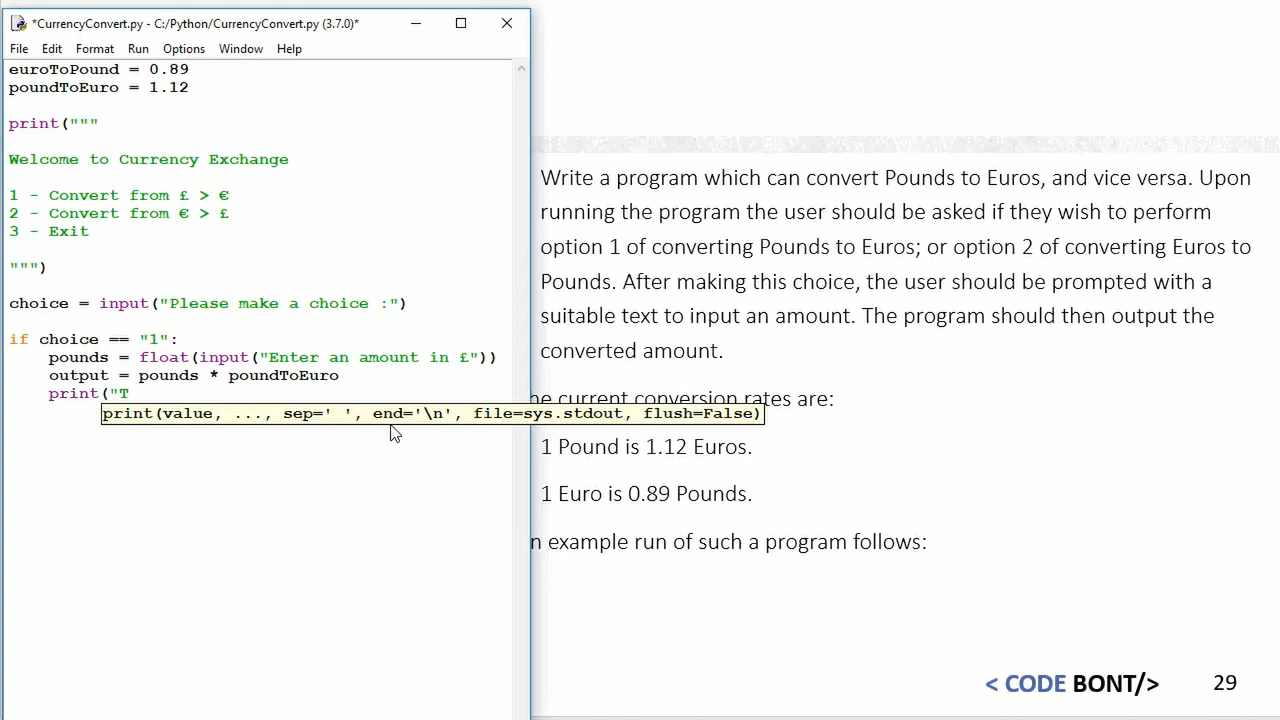 *CurrencyConvert.py - C:/Python/CurrencyConvert.py (3.7.0)*
File Edit Format Run Options Window Help
euroToPound = 0.89
poundToEuro = 1.12
print("""
Welcome to Currency Exchange
1 - Convert from £ > €
2 - Convert from € > £
3 - Exit
""")
choice = input("Please make a choice :")
if choice == "1":
pounds = float(input("Enter an amount in £"))
output = pounds * poundToEuro
print("T
print(value, ..., sep=' ', end='\n', file=sys.stdout, flush=False)
Write a program which can convert Pounds to Euros, and vice versa. Upon
running the program the user should be asked if they wish to perform
option 1 of converting Pounds to Euros; or option 2 of converting Euros to
Pounds. After making this choice, the user should be prompted with a
suitable text to input an amount. The program should then output the
converted amount.
he current conversion rates are:
1 Pound is 1.12 Euros.
1 Euro is 0.89 Pounds.
n example run of such a program follows:
< CODE BONT/>
29